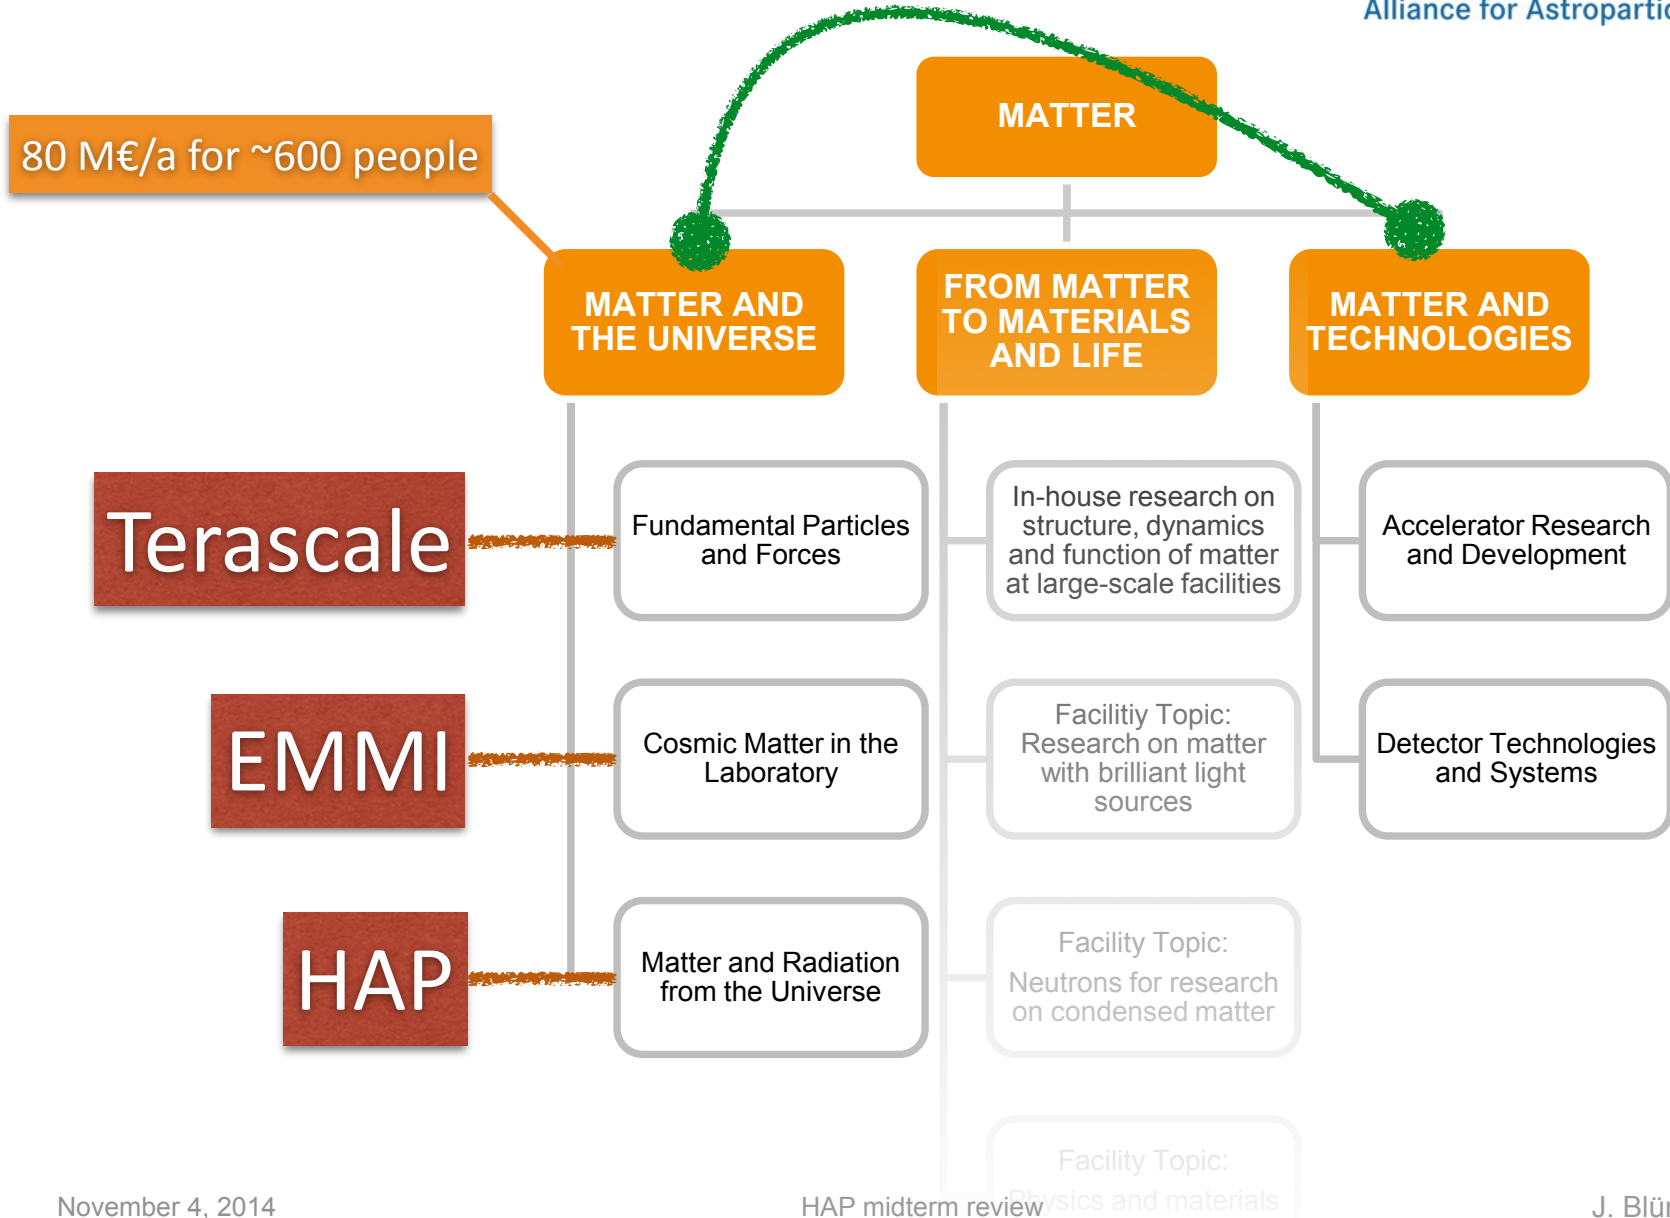 Alliance for
MATTER
80 M€/a for ~600 people
MATTER AND
THE UNIVERSE
FROM MATTER
TO MATERIALS
AND LIFE
MATTER AND
TECHNOLOGIES
Terascale
Fundamental Particles
and Forces
In-house research on
structure, dynamics
and function of matter
at large-scale facilities
Accelerator Research
and Development
EMMI
Cosmic Matter in the
Laboratory
Facilitiy Topic:
Research on matter
with brilliant light
sources
Detector Technologies
and Systems
HAP
Matter and Radiation
from the Universe
Facility Topic:
Neutrons for research
on condensed matter
Facility Topic:
Physics and materials
November 4, 2014
HAP midterm review
J.